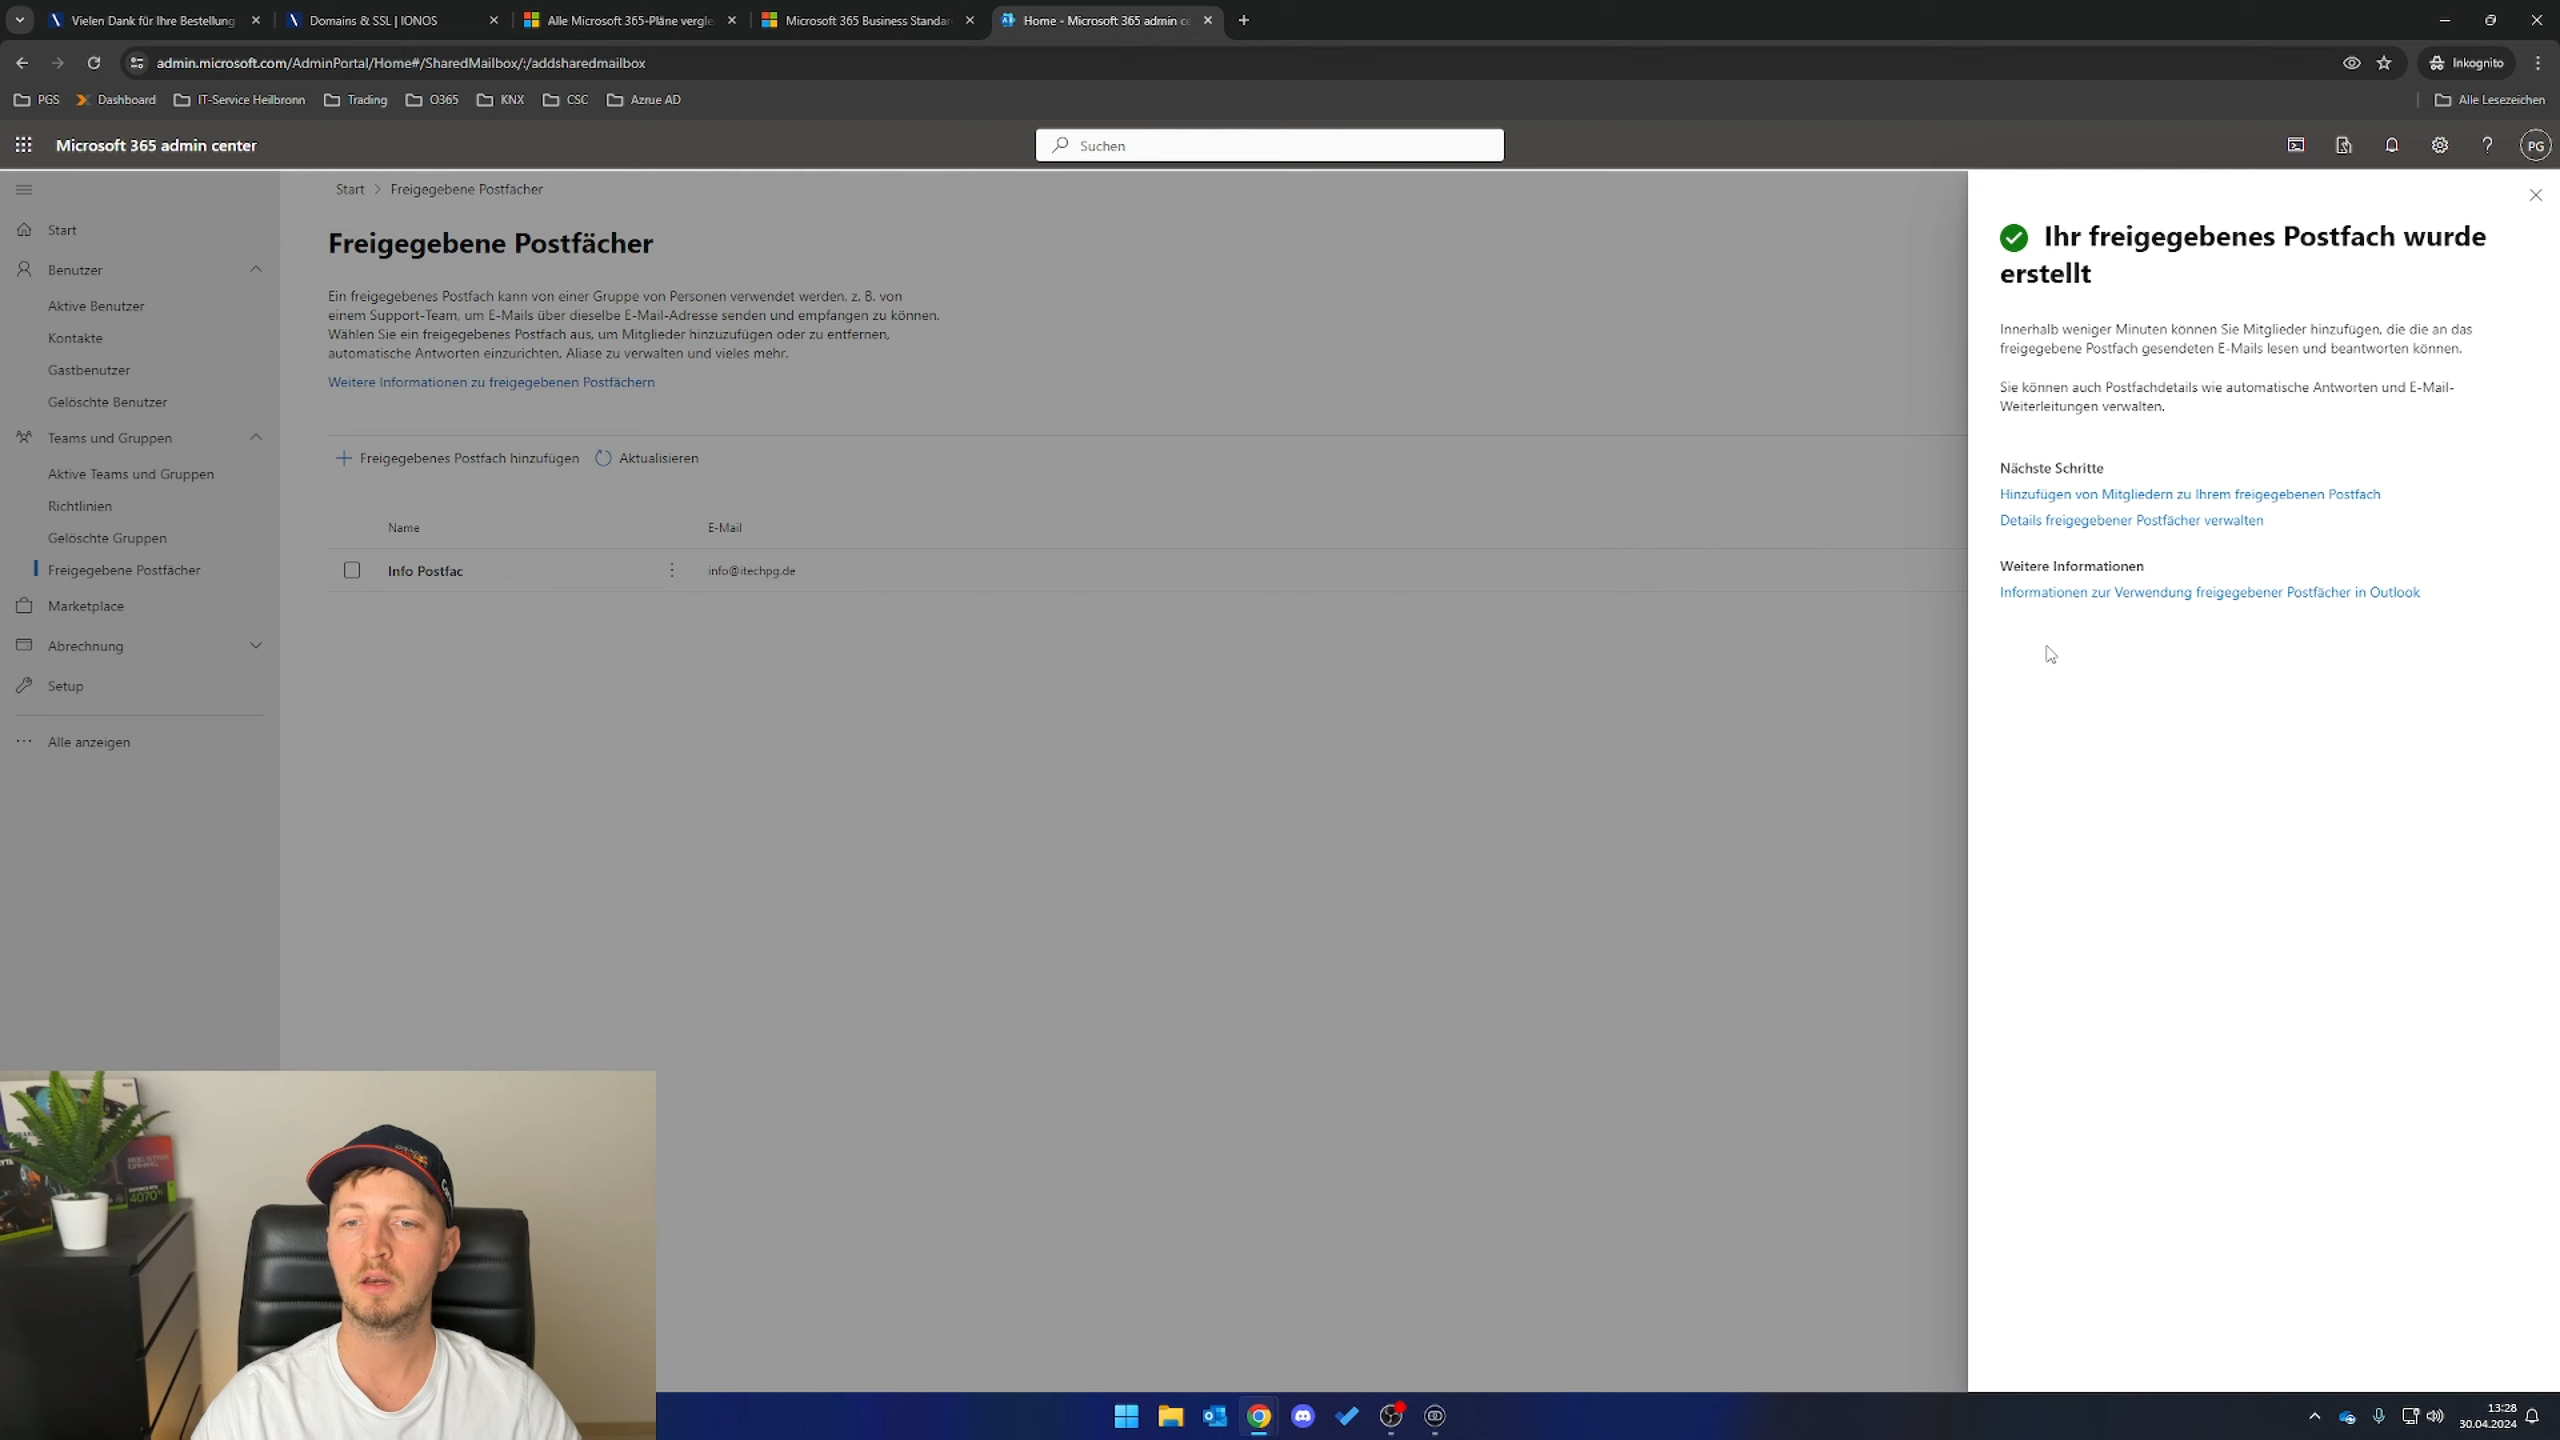 Vielen Dank für Ihre Bestellung
Domains & SSL | IONOS
Alle Microsoft 365-Pläne vergle
Microsoft 365 Business Standar
Home - Microsoft 365 admin ce
admin.microsoft.com/AdminPortal/Home#/SharedMailbox/:/addsharedmailbox
Inkognito
PGS
Dashboard
IT-Service Heilbronn
Trading
O365
KNX
CSC
Azrue AD
Alle Lesezeichen
Microsoft 365 admin center
Suchen
PG
Start
Benutzer
Aktive Benutzer
Kontakte
Gastbenutzer
Gelöschte Benutzer
Teams und Gruppen
Aktive Teams und Gruppen
Richtlinien
Gelöschte Gruppen
Freigegebene Postfächer
Marketplace
Abrechnung
Setup
Alle anzeigen
Start > Freigegebene Postfächer
Freigegebene Postfächer
Ein freigegebenes Postfach kann von einer Gruppe von Personen verwendet werden, z. B. von
einem Support-Team, um E-Mails über dieselbe E-Mail-Adresse senden und empfangen zu können.
Wählen Sie ein freigegebenes Postfach aus, um Mitglieder hinzuzufügen oder zu entfernen,
automatische Antworten einzurichten, Aliase zu verwalten und vieles mehr.
Weitere Informationen zu freigegebenen Postfächern
Freigegebenes Postfach hinzufügen
Aktualisieren
Name
E-Mail
Info Postfac
info@itechpg.de
Ihr freigegebenes Postfach wurde
erstellt
Innerhalb weniger Minuten können Sie Mitglieder hinzufügen, die die an das
freigegebene Postfach gesendeten E-Mails lesen und beantworten können.
Sie können auch Postfachdetails wie automatische Antworten und E-Mail-
Weiterleitungen verwalten.
Nächste Schritte
Hinzufügen von Mitgliedern zu Ihrem freigegebenen Postfach
Details freigegebener Postfächer verwalten
Weitere Informationen
Informationen zur Verwendung freigegebener Postfächer in Outlook
4070 Ti
13:28
30.04.2024